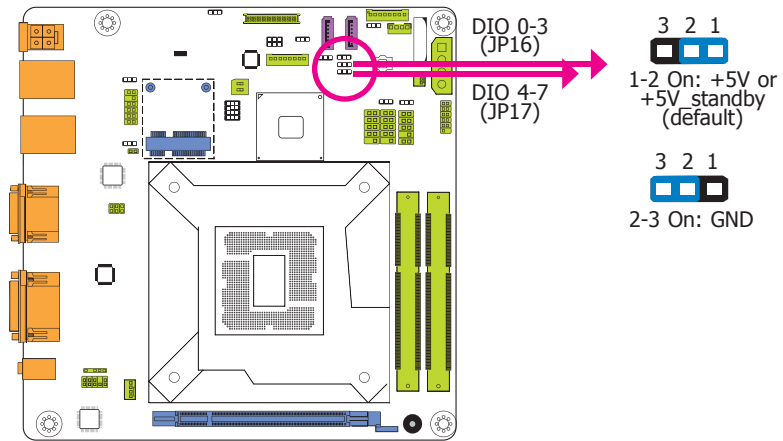 DIO 0-3
(JP16)
DIO 4-7
(JP17)
3 2 1
1-2 On: +5V or
+5V_standby
(default)
3 2 1
2-3 On: GND